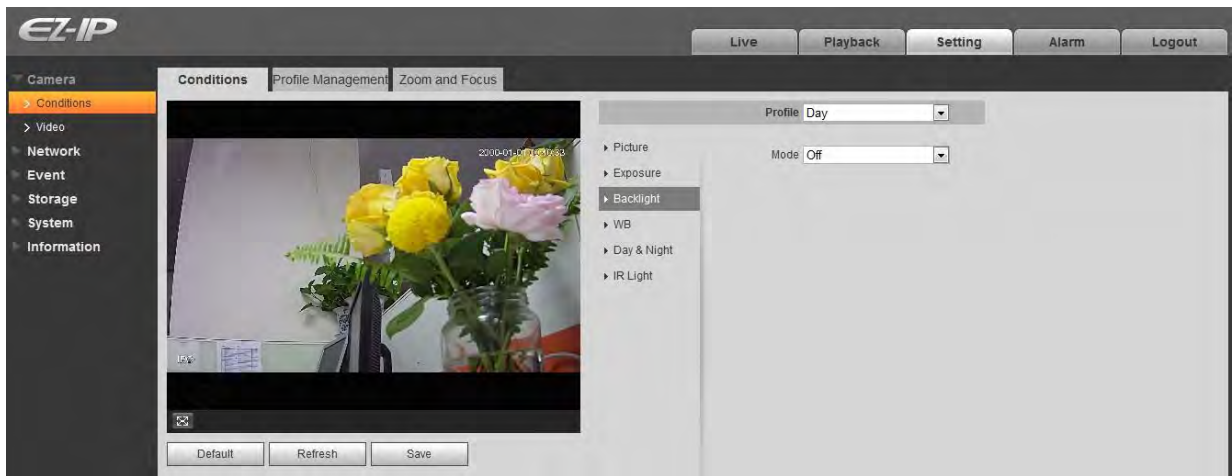 EZ-IP
Live
Playback
Setting
Alarm
Logout
Camera
Conditions
Video
Network
Event
Storage
System
Information
Conditions
Profile Management
Zoom and Focus
Profile Day
Picture
Exposure
Backlight
WB
Day & Night
IR Light
Mode Off
Default
Refresh
Save